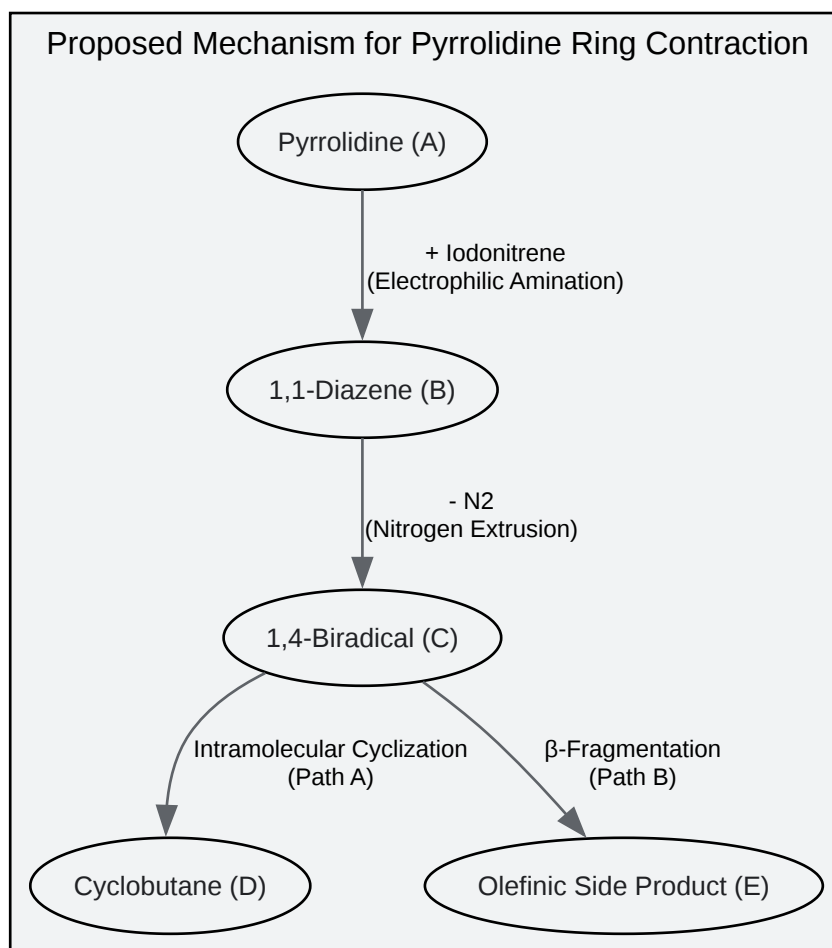 Proposed Mechanism for Pyrrolidine Ring Contraction
Pyrrolidine (A)
+ Iodonitrene
(Electrophilic Amination)
1,1-Diazene (B)
- N2
(Nitrogen Extrusion)
1,4-Biradical (C)
Intramolecular Cyclization
(Path A)
β-Fragmentation
(Path B)
Cyclobutane (D)
Olefinic Side Product (E)